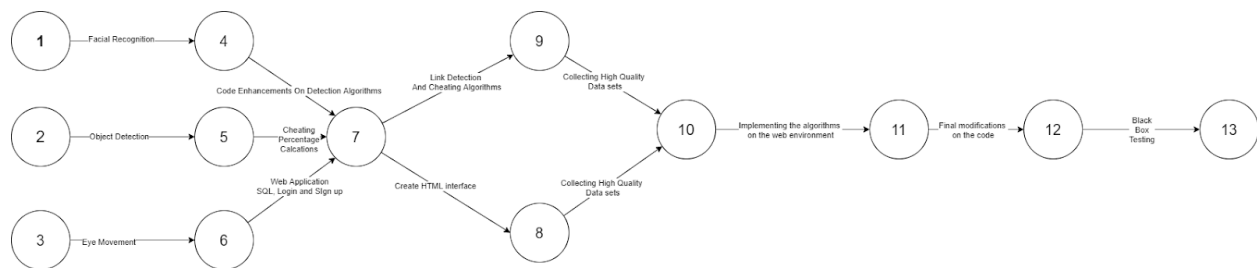 1
Facial Recognition
4
9
Link Detection
And Cheating Algorithms
Collecting High Quality
Data sets
Code Enhancements On Detection Algorithms
2
Object Detection
5
Cheating
Percentage
Calcations
7
10
Implementing the algorithms
on the web environment
11
Final modifications
on the code
12
Black
Box
Testing
13
Web Application
SQL, Login and SIgn up
Create HTML interface
Collecting High Quality
Data sets
3
Eye Movement
6
8